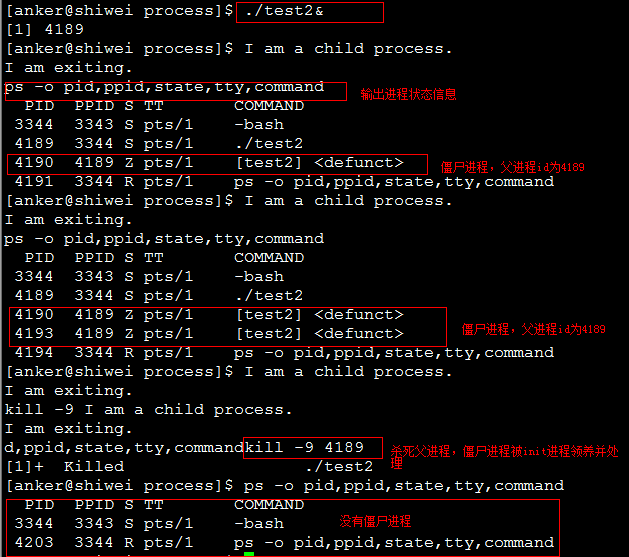 [anker@shiwei process]$ ./test2&
[1] 4189
[anker@shiwei process]$ I am a child process.
I am exiting.
ps -o pid,ppid,state,tty,command
输出进程状态信息
PID PPID S TT COMMAND
3344 3343 S pts/1 -bash
4189 3344 S pts/1 ./test2
4190 4189 Z pts/1 [test2] <defunct>
僵尸进程，父进程id为4189
4191 3344 R pts/1 ps -o pid,ppid,state,tty,command
[anker@shiwei process]$ I am a child process.
I am exiting.
ps -o pid,ppid,state,tty,command
PID PPID S TT COMMAND
3344 3343 S pts/1 -bash
4189 3344 S pts/1 ./test2
4190 4189 Z pts/1 [test2] <defunct>
4193 4189 Z pts/1 [test2] <defunct>
僵尸进程，父进程id为4189
4194 3344 R pts/1 ps -o pid,ppid,state,tty,command
[anker@shiwei process]$ I am a child process.
I am exiting.
kill -9 I am a child process.
I am exiting.
d,ppid,state,tty,commandkill -9 4189
杀死父进程，僵尸进程被init进程领养并处
理
[1]+ Killed ./test2
[anker@shiwei process]$ ps -o pid,ppid,state,tty,command
PID PPID S TT COMMAND
3344 3343 S pts/1 -bash
没有僵尸进程
4203 3344 R pts/1 ps -o pid,ppid,state,tty,command